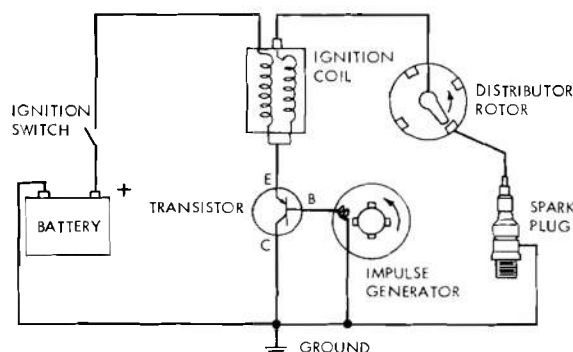 IGNITION
COIL
DISTRIBUTOR
ROTOR
IGNITION
SWITCH
+
BATTERY
TRANSISTOR
E
B
C
IMPULSE
GENERATOR
SPARK
PLUG
GROUND